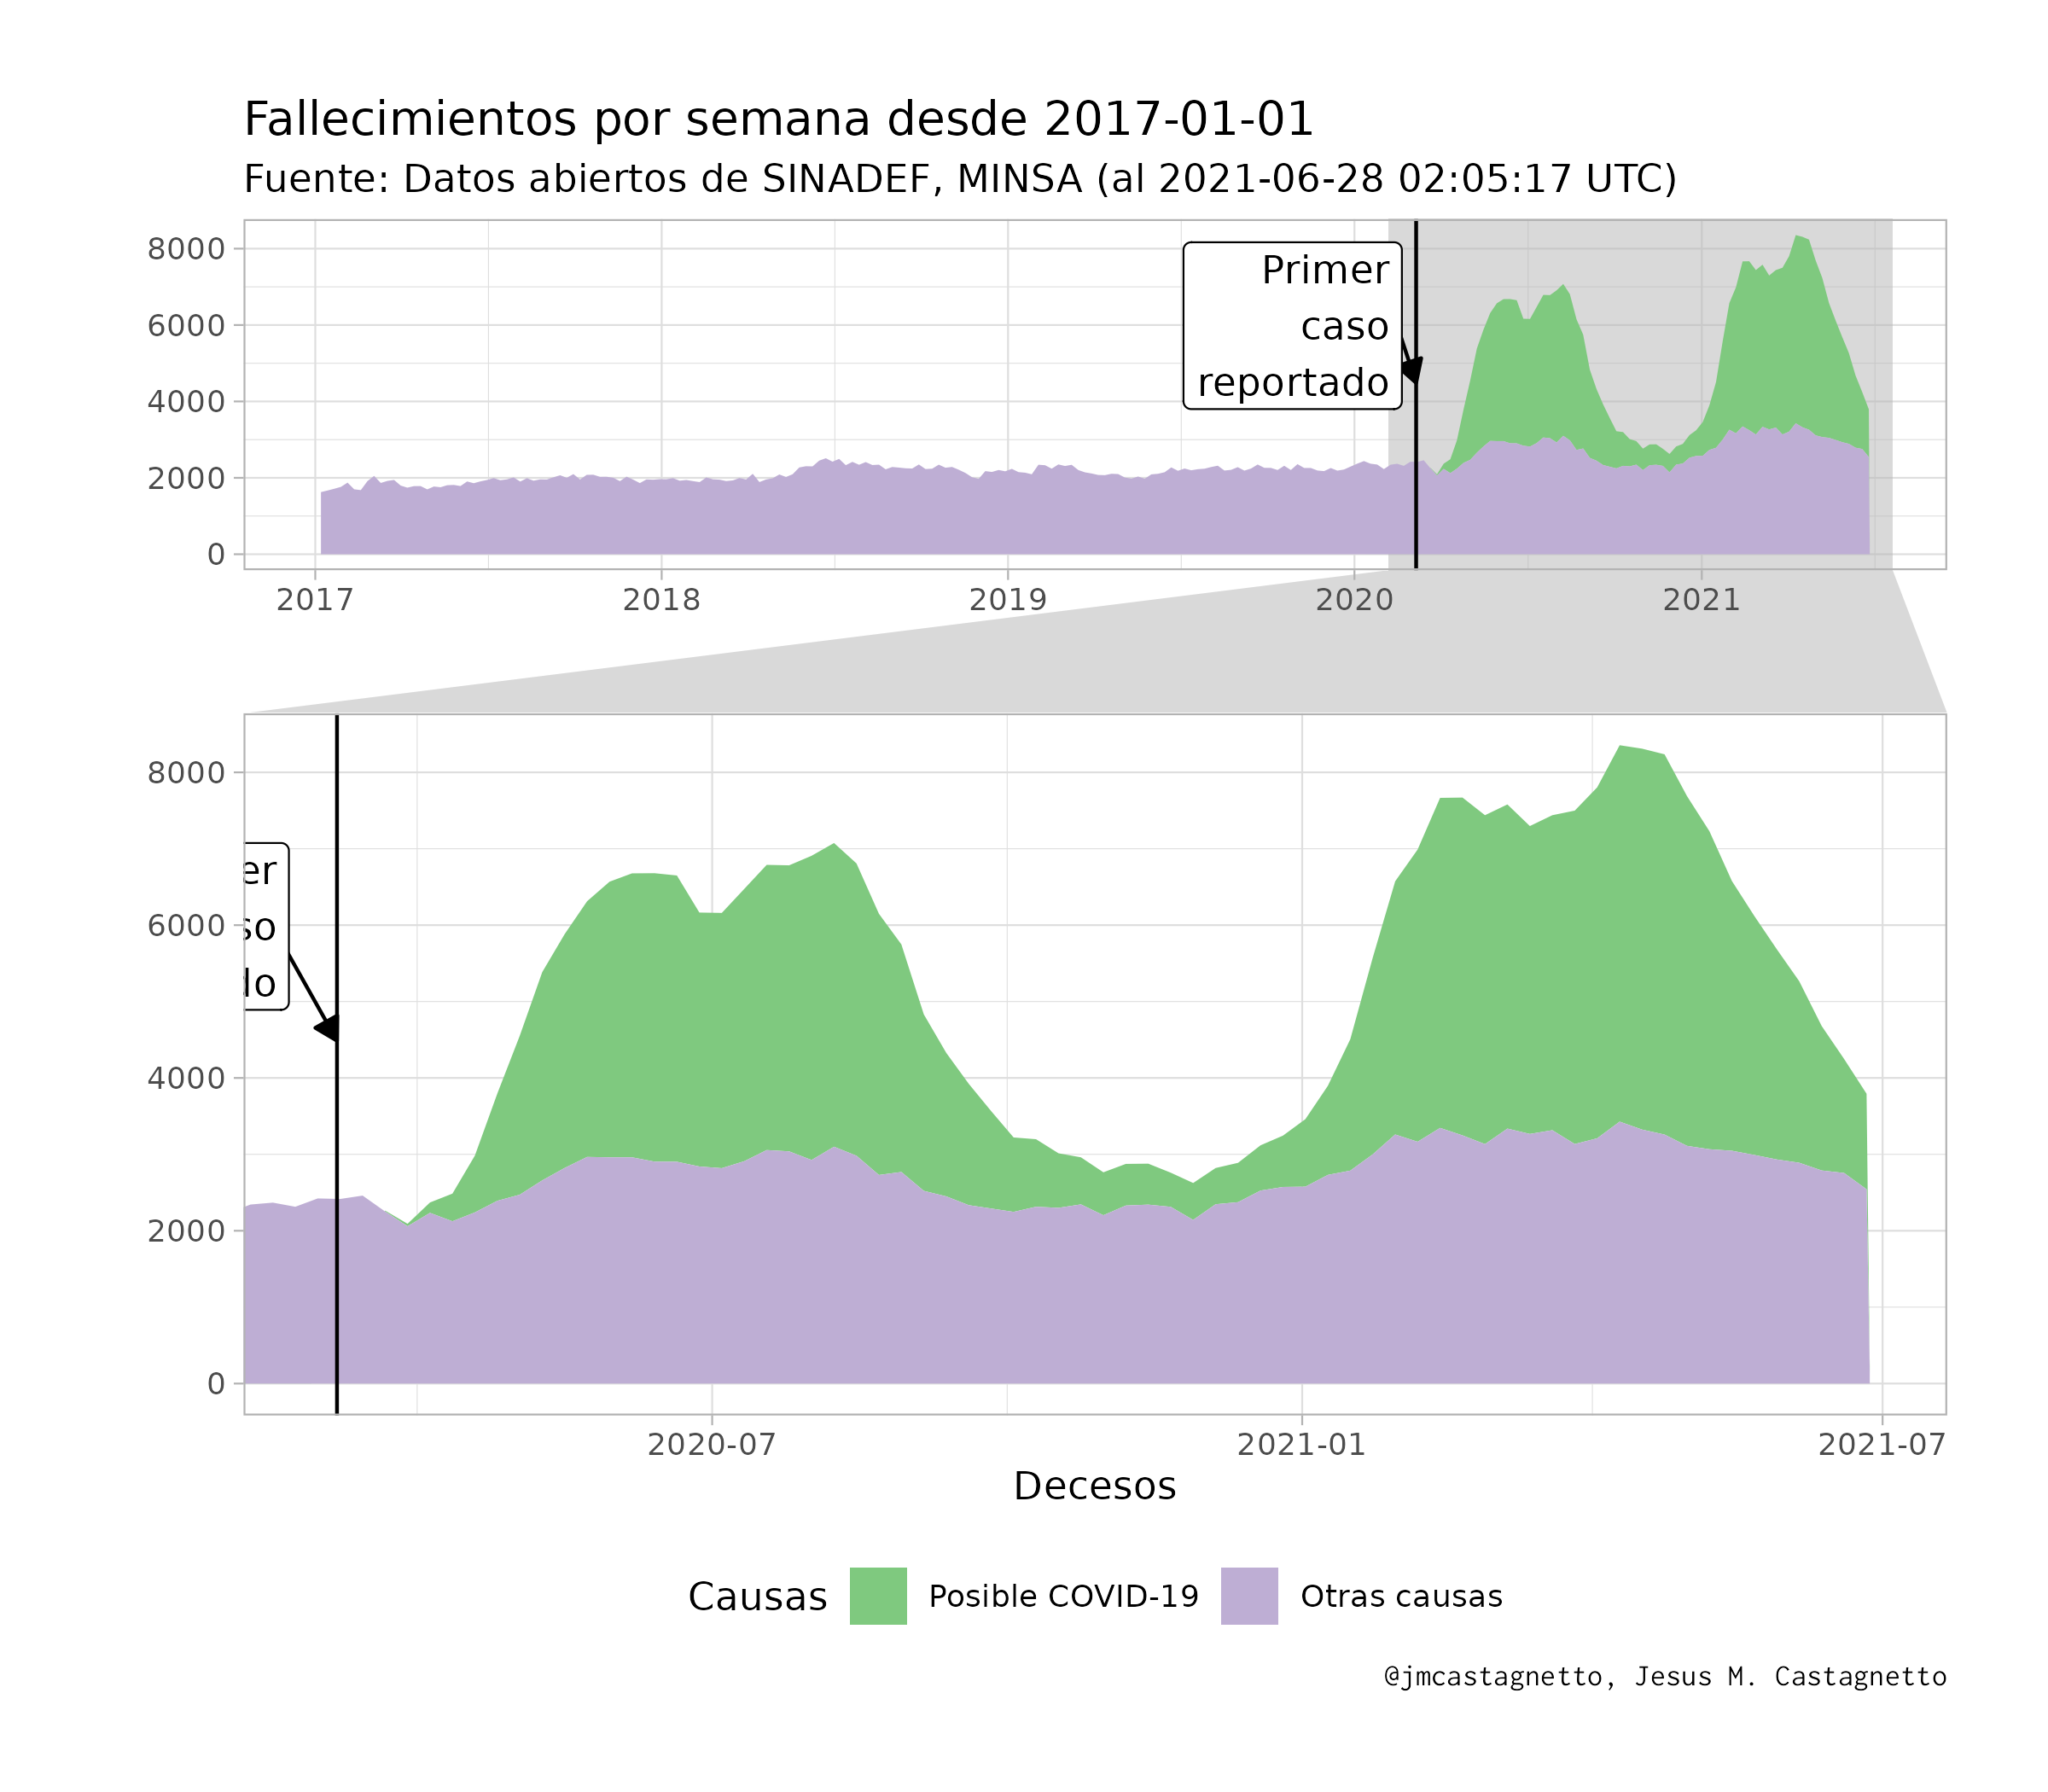 Fallecimientos por semana desde 2017-01-01
Fuente: Datos abiertos de SINADEF, MINSA (al 2021-06-28 02:05:17 UTC)
8000
6000
4000
2000
0
Primer
caso
reportado
2017
2018
2019
2020
2021
8000
6000
4000
2000
0
er
so
do
2020-07
2021-01
2021-07
Decesos
Causas
Posible COVID-19
Otras causas
@jmcastagnetto, Jesus M. Castagnetto